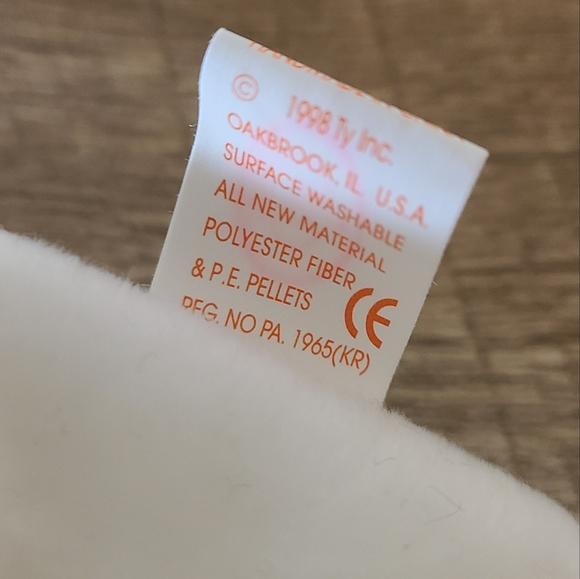 © 1998 Ty Inc.
OAKBROOK, IL. U.S.A.
SURFACE WASHABLE
ALL NEW MATERIAL
POLYESTER FIBER
& P.E. PELLETS CE
REG. NO PA. 1965(KR)